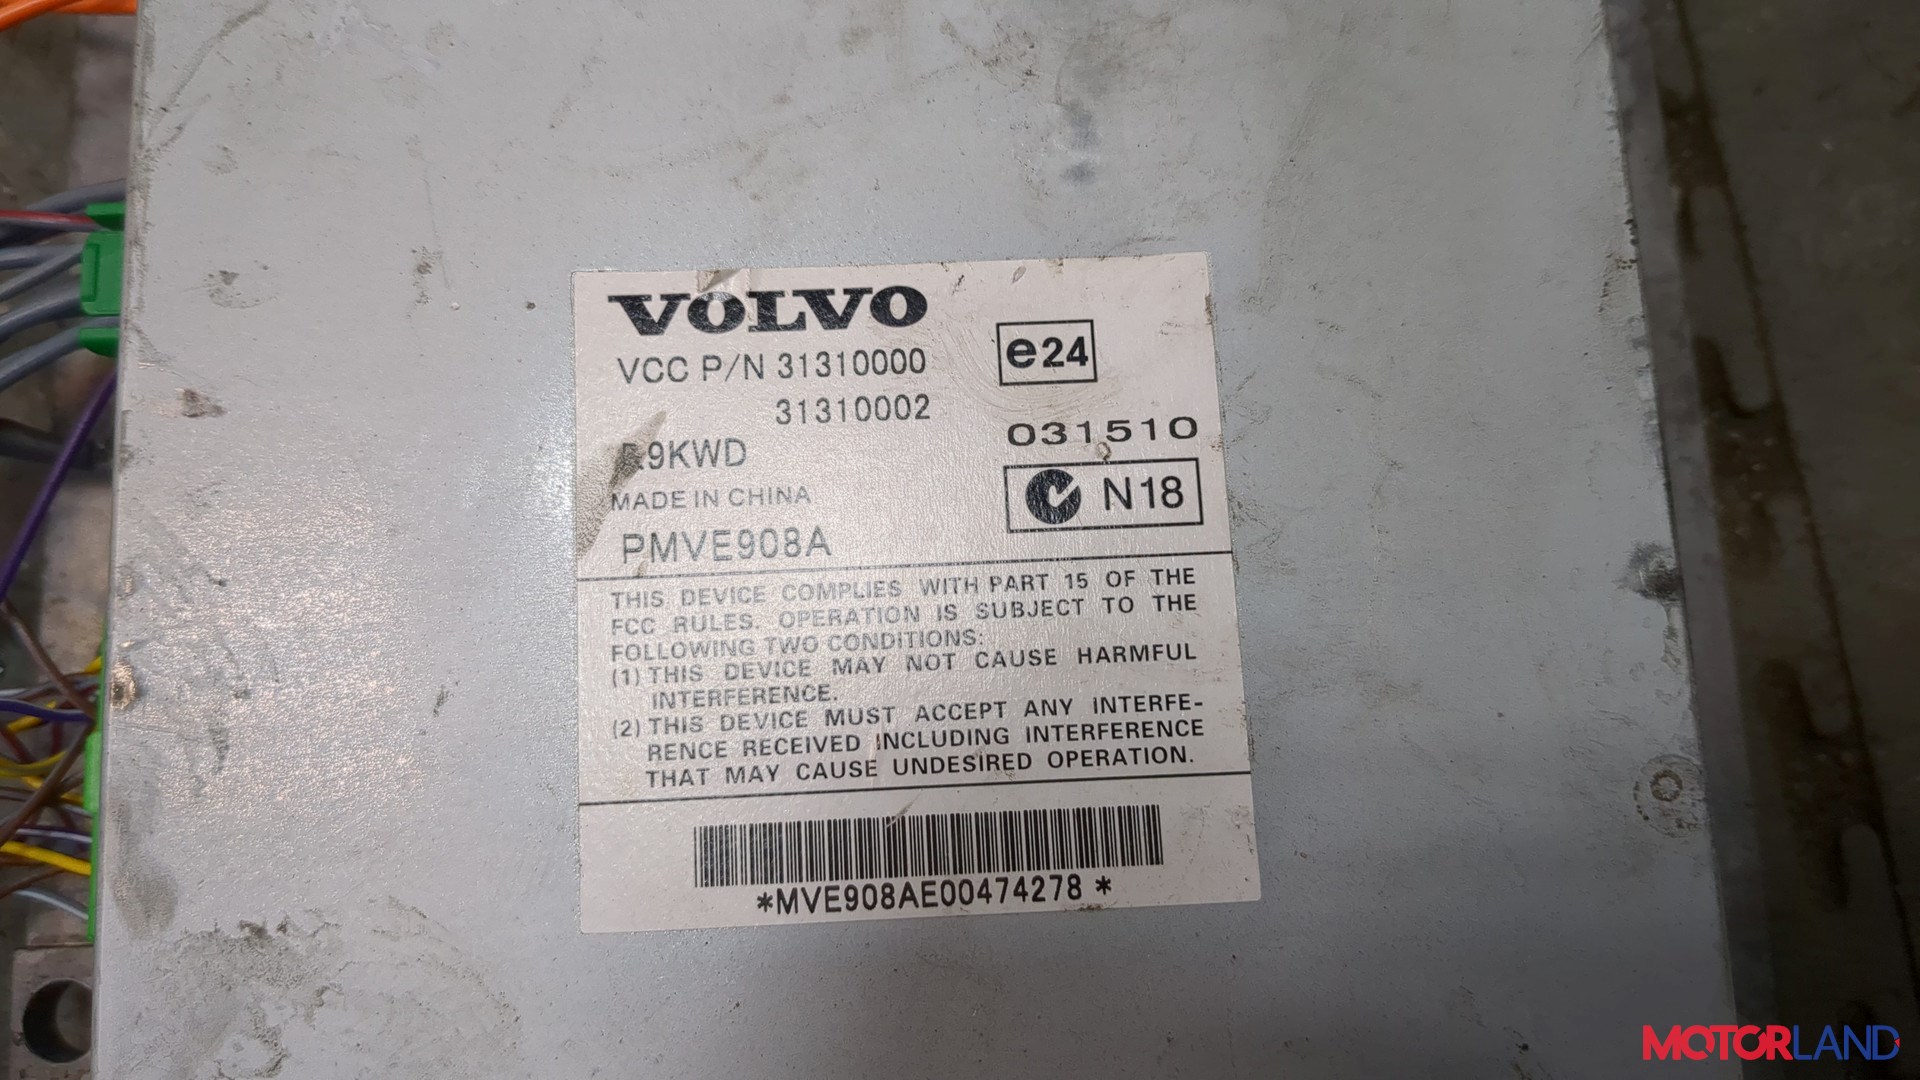 VOLVO
VCC P/N 31310000
31310002
e24
031510
9KWD
MADE IN CHINA
N18
PMVE908A
THIS DEVICE COMPLIES WITH PART 15 OF THE
FCC RULES. OPERATION IS SUBJECT TO THE
FOLLOWING TWO CONDITIONS:
(1) THIS DEVICE MAY NOT CAUSE HARMFUL
INTERFERENCE.
(2) THIS DEVICE MUST ACCEPT ANY INTERFE-
RENCE RECEIVED INCLUDING INTERFERENCE
THAT MAY CAUSE UNDESIRED OPERATION.
*MVE908AE00474278*
MOTORLAND